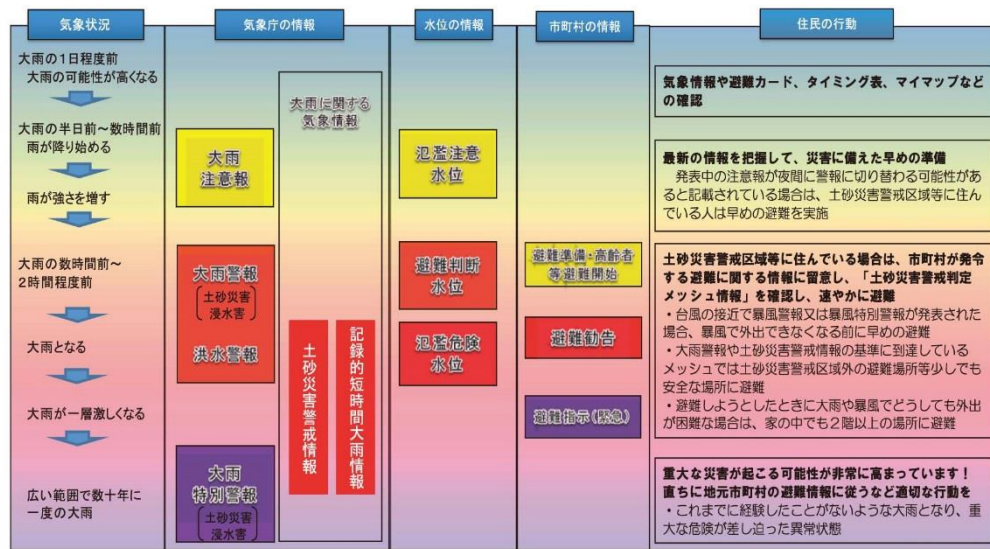 気象状況
気象庁の情報
水位の情報
市町村の情報
住民の行動
大雨の1日程度前
大雨の可能性が高くなる
大雨の半日前～数時間前
雨が降り始める
雨が強さを増す
大雨の数時間前～
2時間程度前
大雨となる
大雨が一層激しくなる
広い範囲で数十年に
一度の大雨
大雨
注意報
大雨警報
土砂災害
浸水害
洪水警報
大雨
特別警報
土砂災害
浸水害
大雨に関する
気象情報
土砂災害警戒情報
記録的短時間大雨情報
氾濫注意
水位
避難判断
水位
氾濫危険
水位
避難準備・高齢者
等避難開始
避難勧告
避難指示(緊急)
気象情報や避難カード、タイミング表、マイマップなど
の確認
最新の情報を把握して、災害に備えた早めの準備
発表中の注意報が夜間に警報に切り替わる可能性があ
ると記載されている場合は、土砂災害警戒区域等に住ん
でいる人は早めの避難を実施
土砂災害警戒区域等に住んでいる場合は、市町村が発令
する避難に関する情報に留意し、「土砂災害警戒判定
メッシュ情報」を確認し、速やかに避難
・台風の接近で暴風警報又は暴風特別警報が発表された
場合、暴風で外出できなくなる前に早めの避難
・大雨警報や土砂災害警戒情報の基準に到達している
メッシュでは土砂災害警戒区域外の避難場所等少しでも
安全な場所に避難
・避難しようとしたときに大雨や暴風でどうしても外出
が困難な場合は、家の中でも2階以上の場所に避難
重大な災害が起こる可能性が非常に高まっています！
直ちに地元市町村の避難情報に従うなど適切な行動を
・これまでに経験したことがないような大雨となり、重
大な危険が差し迫った異常状態